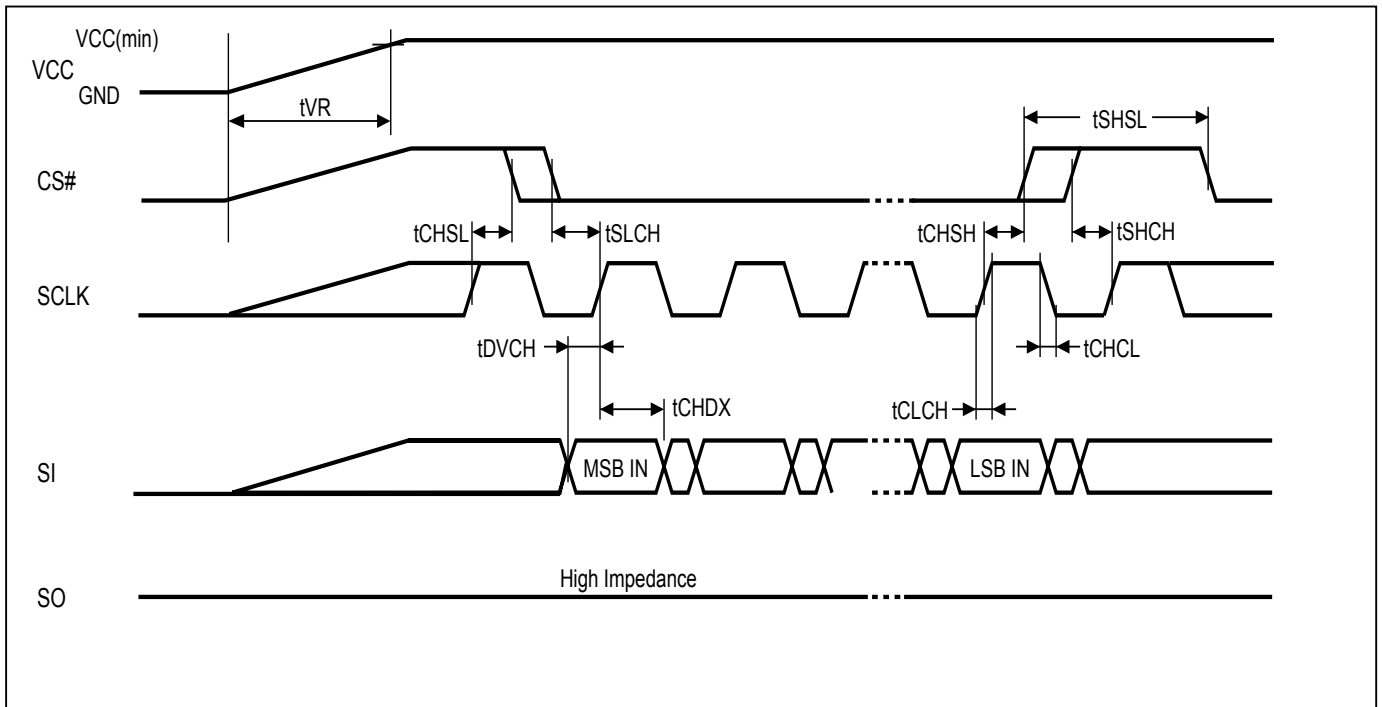 VCC(min)
VCC
GND
tVR
tSHSL
CS#
tCHSL
tSLCH
tCHSH
tSHCH
SCLK
tDVCH
tCHCL
tCHDX
tCLCH
SI
MSB IN
LSB IN
High Impedance
SO